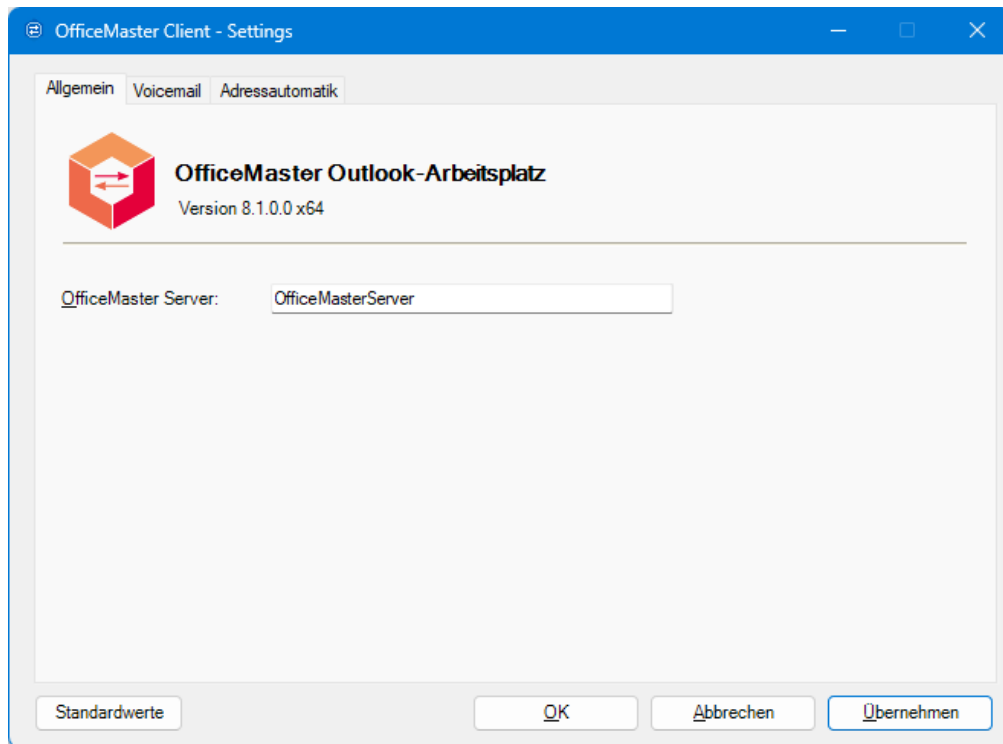 OfficeMaster Client - Settings
Allgemein Voicemail Adressautomatik
OfficeMaster Outlook-Arbeitsplatz
Version 8.1.0.0 x64
OfficeMaster Server: OfficeMasterServer
Standardwerte OK Abbrechen Übernehmen